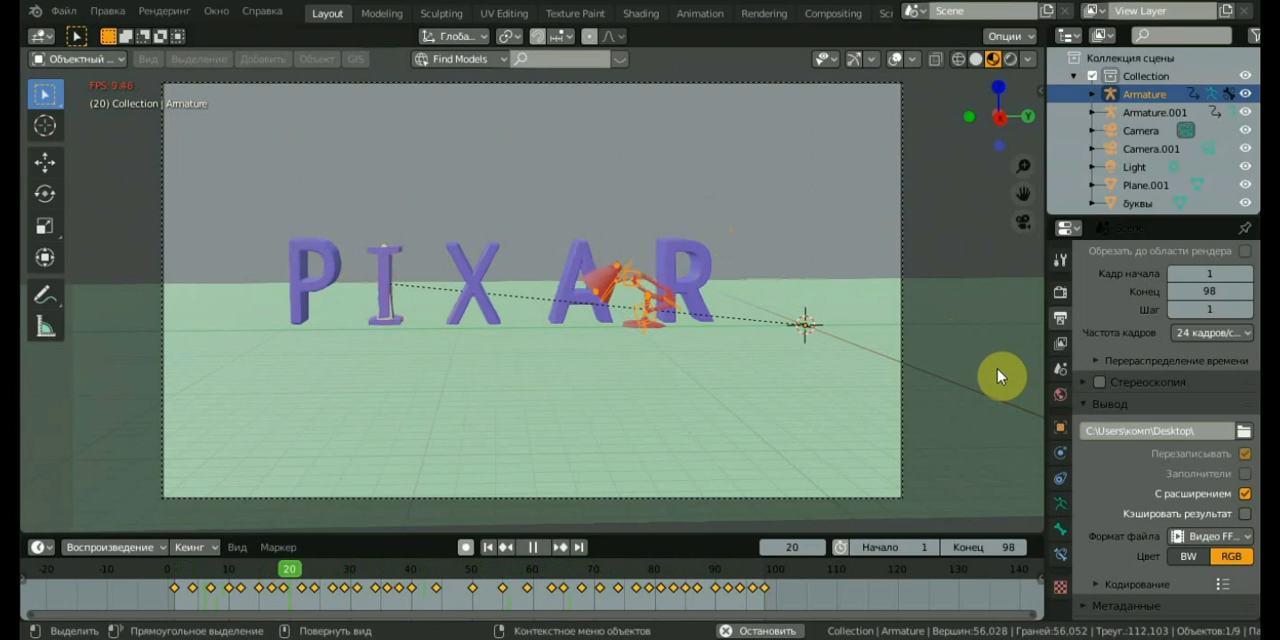 Файл Правка Рендеринг Окно Справка Layout Modeling Sculpting UV Editing Texture Paint Shading Animation Rendering Compositing Scene View Layer
Глоба... Опции
Объектный ... Вид Выделение Добавить Объект GIS Find Models
FPS: 9.48
(20) Collection | Armature
PIXAR
X
Y
Z
Коллекция сцены
Collection
Armature
Armature.001
Camera
Camera.001
Light
Plane.001
буквы
Scene
Обрезать до области рендера
Кадр начала 1
Конец 98
Шаг 1
Частота кадров 24 кадров/с...
Перераспределение времени
Стереоскопия
Вывод
C:\Users\комп\Desktop\
Перезаписывать
Заполнители
С расширением
Кэшировать результат
Формат файла Видео FF...
Цвет BW RGB
Кодирование
Метаданные
Воспроизведение Кеинг Вид Маркер 20 Начало 1 Конец 98
-20 -10 0 10 20 30 40 50 60 70 80 90 100 110 120 130 140
Выделить Прямоугольное выделение Повернуть вид Контекстное меню объектов Остановить Collection | Armature | Вершин:56,028 | Граней:56,052 | Треуг.:112,103 | Объекты:1/9 | Па